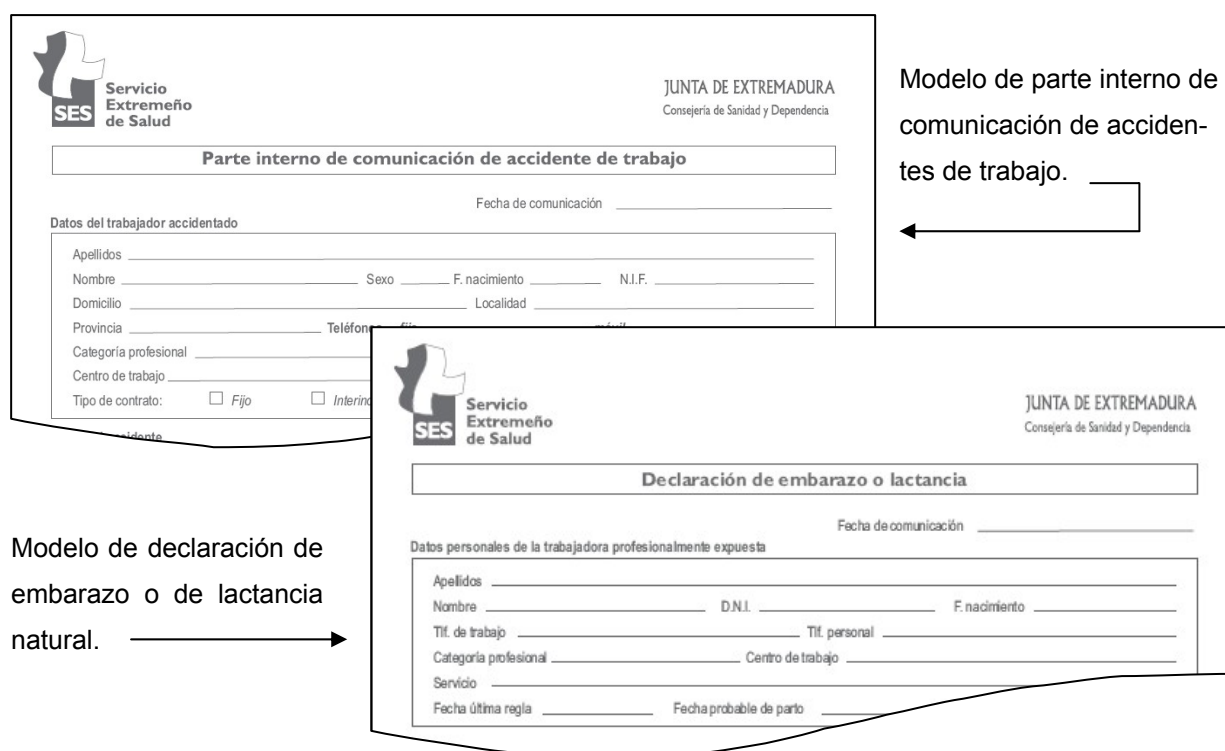 Servicio
Extremeño
de Salud
SES
JUNTA DE EXTREMADURA
Consejería de Sanidad y Dependencia
Parte interno de comunicación de accidente de trabajo
Fecha de comunicación
Datos del trabajador accidentado
Apellidos
Nombre Sexo F. nacimiento N.I.F.
Domicilio Localidad
Provincia
Categoría profesional
Centro de trabajo
Tipo de contrato: Fijo
Modelo de parte interno de
comunicación de acciden-
tes de trabajo.
Servicio
Extremeño
de Salud
SES
JUNTA DE EXTREMADURA
Consejería de Sanidad y Dependencia
Declaración de embarazo o lactancia
Fecha de comunicación
Datos personales de la trabajadora profesionalmente expuesta
Apellidos
Nombre D.N.I. F. nacimiento
Tlf. de trabajo Tlf. personal
Categoría profesional Centro de trabajo
Servicio
Fecha última regla Fecha probable de parto
Modelo de declaración de
embarazo o de lactancia
natural.